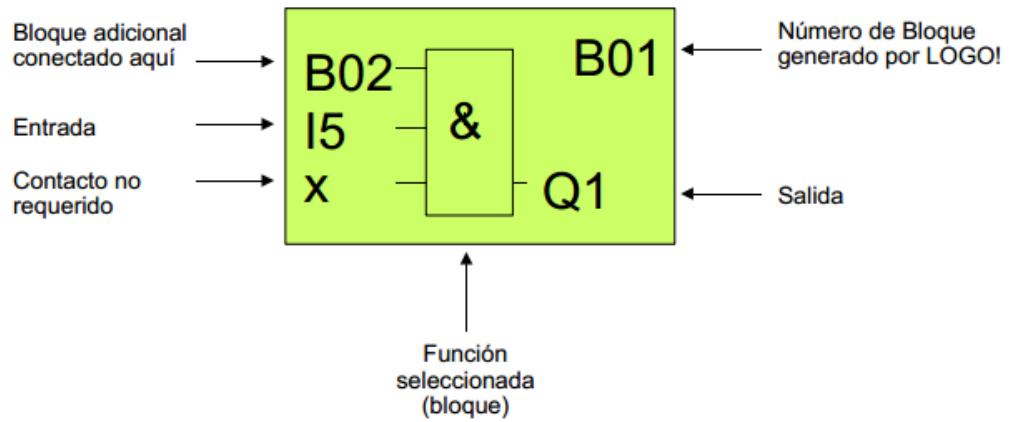 Bloque adicional
conectado aquí
Entrada
Contacto no
requerido
B02
I5
x
&
B01
Q1
Número de Bloque
generado por LOGO!
Salida
Función
seleccionada
(bloque)